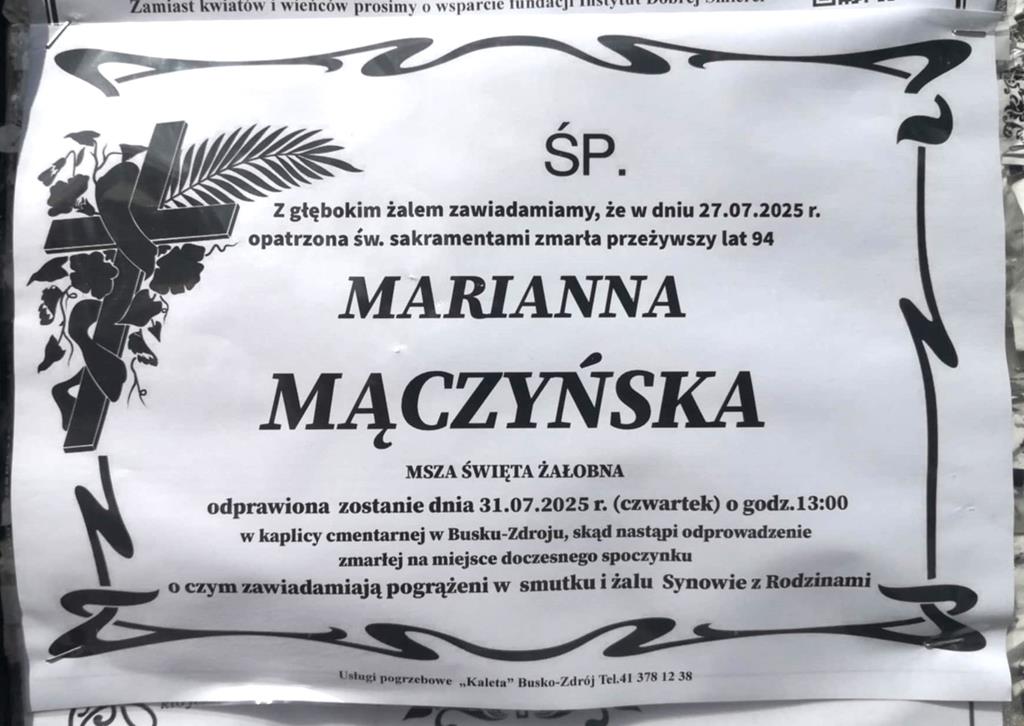 Zamiast kwiatów i wieńców prosimy o wsparcie fundacji Instytut Dobrej Śmierci
ŚP.
Z głębokim żalem zawiadamiamy, że w dniu 27.07.2025 r.
opatrzona św. sakramentami zmarła przeżywszy lat 94
MARIANNA
MĄCZYŃSKA
MSZA ŚWIĘTA ŻAŁOBNA
odprawiona zostanie dnia 31.07.2025 r. (czwartek) o godz.13:00
w kaplicy cmentarnej w Busku-Zdroju, skąd nastąpi odprowadzenie
zmarłej na miejsce doczesnego spoczynku
o czym zawiadamiają pogrążeni w smutku i żalu Synowie z Rodzinami
Usługi pogrzebowe „Kaleta" Busko-Zdrój Tel.41 378 12 38